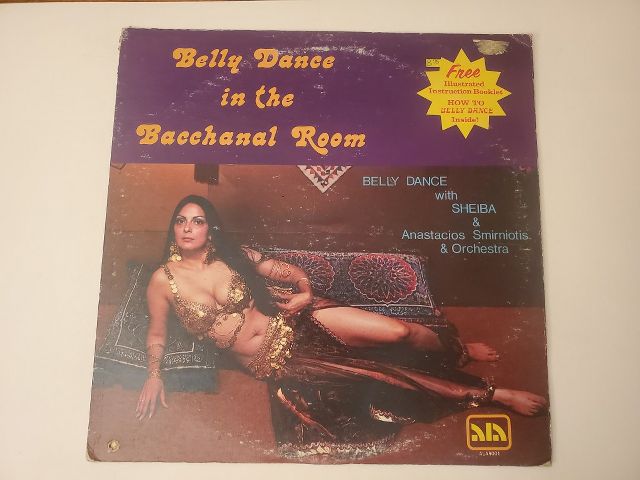 Belly Dance
in the
Bacchanal Room
Free
Illustrated
Instruction Booklet
HOW TO
BELLY DANCE
Inside!
BELLY DANCE
with
SHEIBA
&
Anastacios Smirniotis
& Orchestra
ala